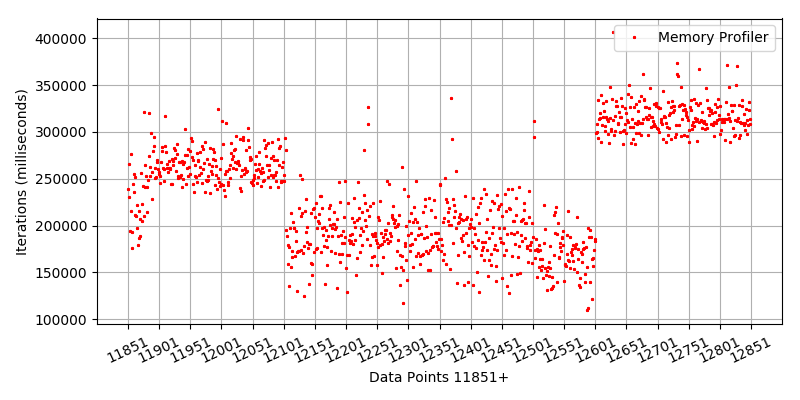 Memory Profiler
400000
350000
300000
250000
200000
150000
100000
Iterations (milliseconds)
11851 11901 11951 12001 12051 12101 12151 12201 12251 12301 12351 12401 12451 12501 12551 12601 12651 12701 12751 12801 12851
Data Points 11851+